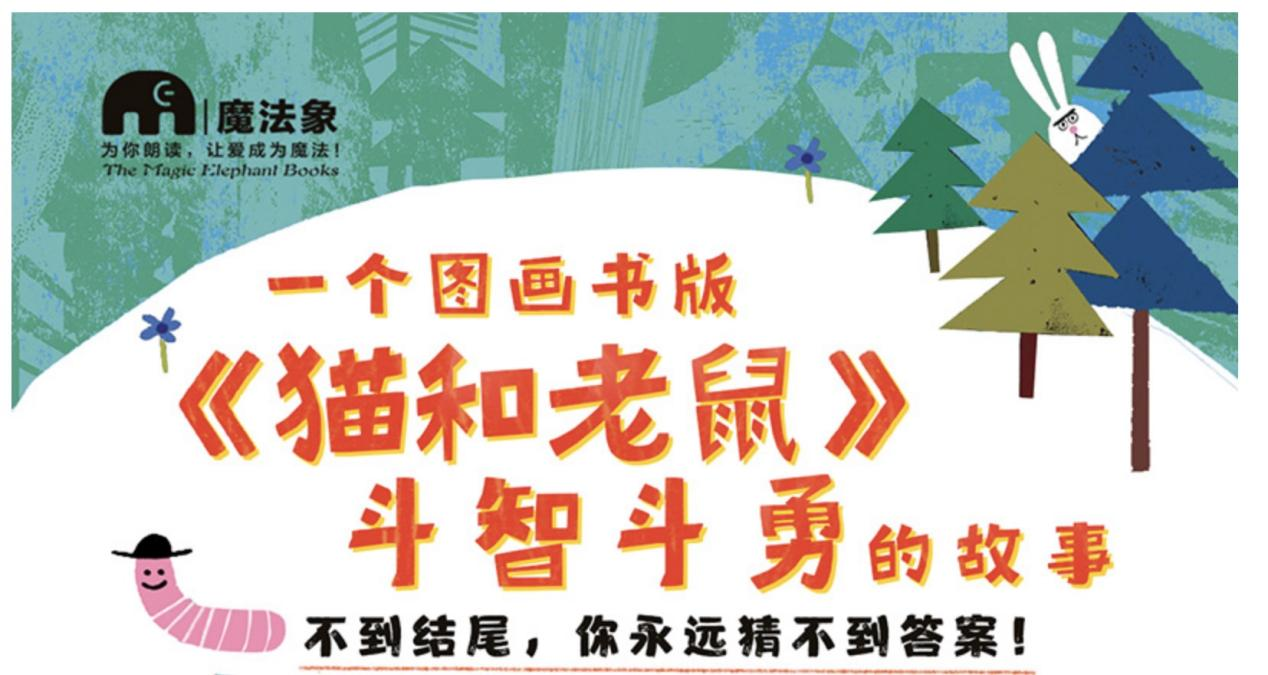 魔法象
为你朗读，让爱成为魔法！
The Magic Elephant Books
一个图画书版
《猫和老鼠》
斗智斗勇的故事
不到结尾，你永远猜不到答案！